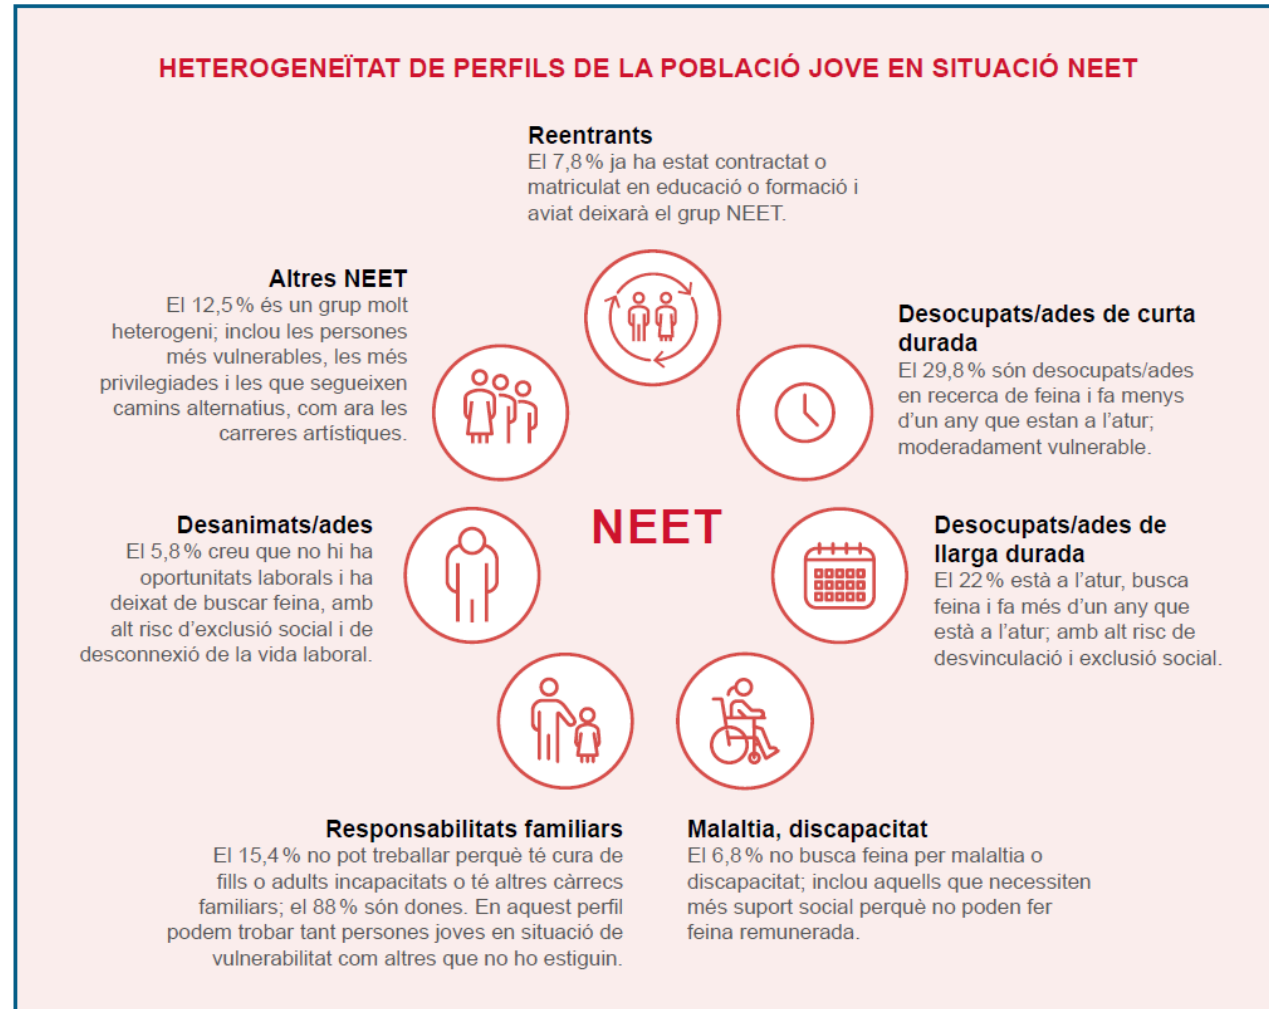 HETEROGENEÏTAT DE PERFILS DE LA POBLACIÓ JOVE EN SITUACIÓ NEET
Reentrants
El 7,8 % ja ha estat contractat o
matriculat en educació o formació i
aviat deixarà el grup NEET.
Altres NEET
El 12,5 % és un grup molt
heterogeni; inclou les persones
més vulnerables, les més
privilegiades i les que segueixen
camins alternatius, com ara les
carreres artístiques.
Desocupats/ades de curta
durada
El 29,8 % són desocupats/ades
en recerca de feina i fa menys
d’un any que estan a l’atur;
moderadament vulnerable.
NEET
Desanimats/ades
El 5,8 % creu que no hi ha
oportunitats laborals i ha
deixat de buscar feina, amb
alt risc d’exclusió social i de
desconnexió de la vida laboral.
Desocupats/ades de
llarga durada
El 22 % està a l’atur, busca
feina i fa més d’un any que
està a l’atur; amb alt risc de
desvinculació i exclusió social.
Responsabilitats familiars
El 15,4 % no pot treballar perquè té cura de
fills o adults incapacitats o té altres càrrecs
familiars; el 88 % són dones. En aquest perfil
podem trobar tant persones joves en situació de
vulnerabilitat com altres que no ho estiguin.
Malaltia, discapacitat
El 6,8 % no busca feina per malaltia o
discapacitat; inclou aquells que necessiten
més suport social perquè no poden fer
feina remunerada.